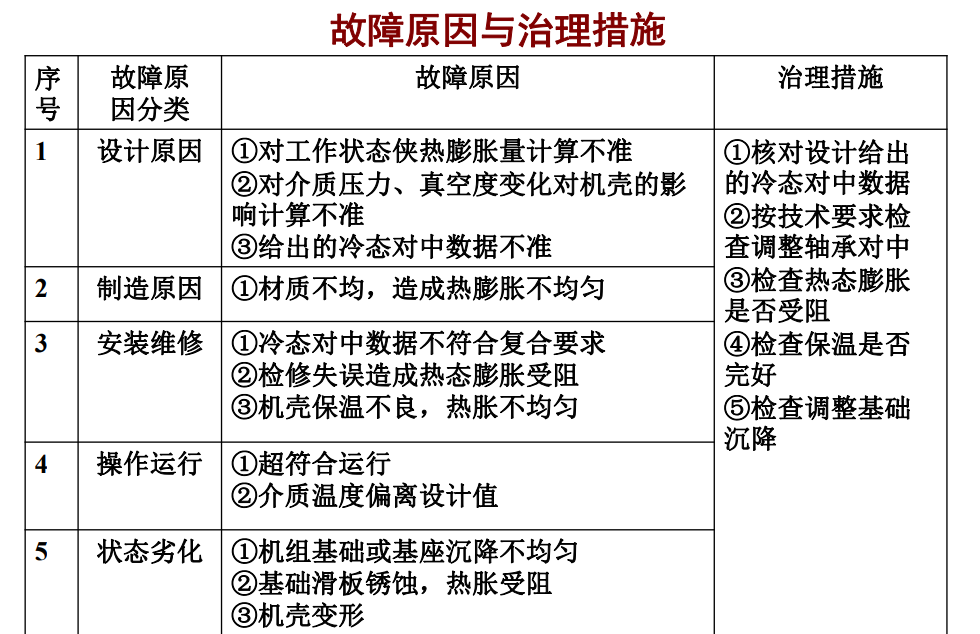 故障原因与治理措施
序号
故障原因分类
故障原因
治理措施
1
设计原因
①对工作状态侠热膨胀量计算不准
②对介质压力、真空度变化对机壳的影
响计算不准
③给出的冷态对中数据不准
①核对设计给出
的冷态对中数据
②按技术要求检
查调整轴承对中
③检查热态膨胀
是否受阻
④检查保温是否
完好
⑤检查调整基础
沉降
2
制造原因
①材质不均，造成热膨胀不均匀
3
安装维修
①冷态对中数据不符合复合要求
②检修失误造成热态膨胀受阻
③机壳保温不良，热胀不均匀
4
操作运行
①超符合运行
②介质温度偏离设计值
5
状态劣化
①机组基础或基座沉降不均匀
②基础滑板锈蚀，热胀受阻
③机壳变形